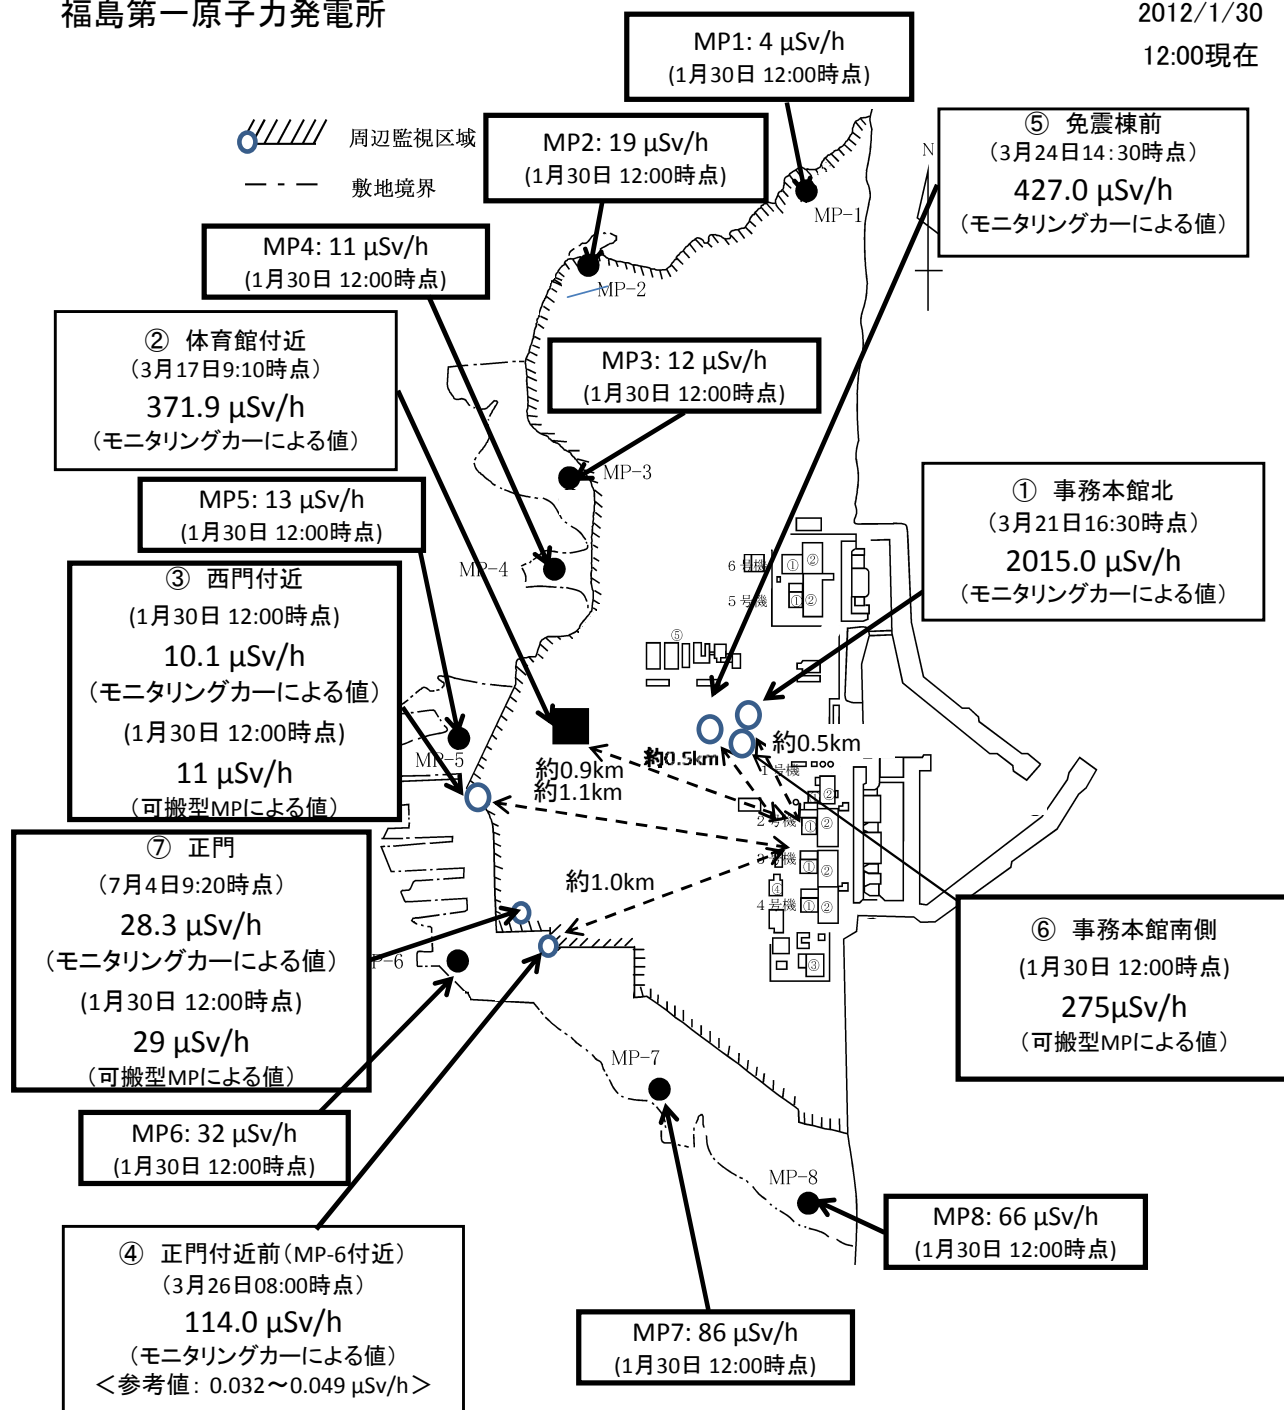 福島第一原子力発電所
2012/1/30
12:00現在
MP1: 4 μSv/h
(1月30日 12:00時点)
周辺監視区域
敷地境界
MP2: 19 μSv/h
(1月30日 12:00時点)
⑤ 免震棟前
(3月24日14:30時点)
427.0 μSv/h
(モニタリングカーによる値)
N
MP-1
MP4: 11 μSv/h
(1月30日 12:00時点)
MP-2
② 体育館付近
(3月17日9:10時点)
371.9 μSv/h
(モニタリングカーによる値)
MP3: 12 μSv/h
(1月30日 12:00時点)
MP-3
MP5: 13 μSv/h
(1月30日 12:00時点)
① 事務本館北
(3月21日16:30時点)
2015.0 μSv/h
(モニタリングカーによる値)
MP-4
6号機
①
②
5号機
①
②
③ 西門付近
(1月30日 12:00時点)
10.1 μSv/h
(モニタリングカーによる値)
(1月30日 12:00時点)
11 μSv/h
(可搬型MPによる値)
⑤
MP-5
約0.9km
約1.1km
約0.5km
約0.5km
1号機
②
2号機
①
②
3号機
①
②
④
4号機
①
②
③
約1.0km
⑦ 正門
(7月4日9:20時点)
28.3 μSv/h
(モニタリングカーによる値)
(1月30日 12:00時点)
29 μSv/h
(可搬型MPによる値)
P-6
⑥ 事務本館南側
(1月30日 12:00時点)
275μSv/h
(可搬型MPによる値)
MP-7
MP6: 32 μSv/h
(1月30日 12:00時点)
MP-8
MP8: 66 μSv/h
(1月30日 12:00時点)
④ 正門付近前(MP-6付近)
(3月26日08:00時点)
114.0 μSv/h
(モニタリングカーによる値)
<参考値: 0.032~0.049 μSv/h>
MP7: 86 μSv/h
(1月30日 12:00時点)